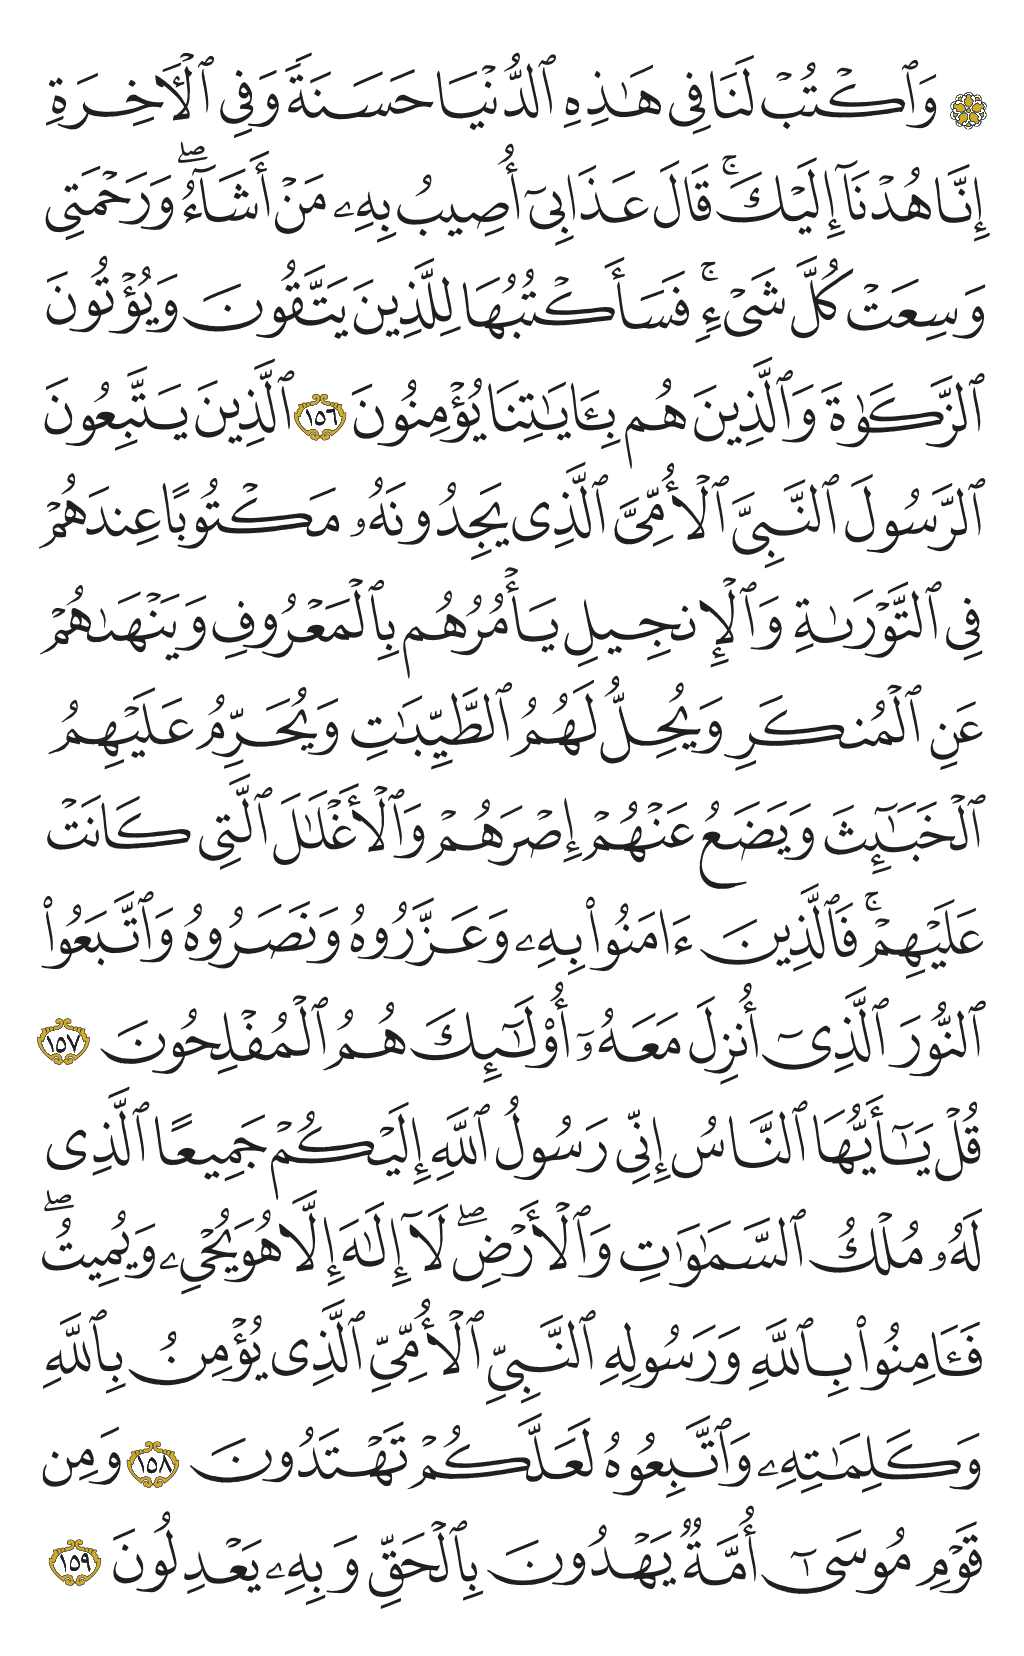 ۞ وَٱكۡتُبۡ لَنَا فِي هَٰذِهِ ٱلدُّنۡيَا حَسَنَةٗ وَفِي ٱلۡأٓخِرَةِ
إِنَّا هُدۡنَآ إِلَيۡكَۚ قَالَ عَذَابِيٓ أُصِيبُ بِهِۦ مَنۡ أَشَآءُۖ وَرَحۡمَتِي
وَسِعَتۡ كُلَّ شَيۡءٖۚ فَسَأَكۡتُبُهَا لِلَّذِينَ يَتَّقُونَ وَيُؤۡتُونَ
ٱلزَّكَوٰةَ وَٱلَّذِينَ هُم بِـَٔايَٰتِنَا يُؤۡمِنُونَ ١٥٦ ٱلَّذِينَ يَتَّبِعُونَ
ٱلرَّسُولَ ٱلنَّبِيَّ ٱلۡأُمِّيَّ ٱلَّذِي يَجِدُونَهُۥ مَكۡتُوبًا عِندَهُمۡ
فِي ٱلتَّوۡرَىٰةِ وَٱلۡإِنجِيلِ يَأۡمُرُهُم بِٱلۡمَعۡرُوفِ وَيَنۡهَىٰهُمۡ
عَنِ ٱلۡمُنكَرِ وَيُحِلُّ لَهُمُ ٱلطَّيِّبَٰتِ وَيُحَرِّمُ عَلَيۡهِمُ
ٱلۡخَبَٰٓئِثَ وَيَضَعُ عَنۡهُمۡ إِصۡرَهُمۡ وَٱلۡأَغۡلَٰلَ ٱلَّتِي كَانَتۡ
عَلَيۡهِمۡۚ فَٱلَّذِينَ ءَامَنُواْ بِهِۦ وَعَزَّرُوهُ وَنَصَرُوهُ وَٱتَّبَعُواْ
ٱلنُّورَ ٱلَّذِيٓ أُنزِلَ مَعَهُۥٓ أُوْلَٰٓئِكَ هُمُ ٱلۡمُفۡلِحُونَ ١٥٧
قُلۡ يَٰٓأَيُّهَا ٱلنَّاسُ إِنِّي رَسُولُ ٱللَّهِ إِلَيۡكُمۡ جَمِيعًا ٱلَّذِي
لَهُۥ مُلۡكُ ٱلسَّمَٰوَٰتِ وَٱلۡأَرۡضِۖ لَآ إِلَٰهَ إِلَّا هُوَ يُحۡيِۦ وَيُمِيتُۖ
فَـَٔامِنُواْ بِٱللَّهِ وَرَسُولِهِ ٱلنَّبِيِّ ٱلۡأُمِّيِّ ٱلَّذِي يُؤۡمِنُ بِٱللَّهِ
وَكَلِمَٰتِهِۦ وَٱتَّبِعُوهُ لَعَلَّكُمۡ تَهۡتَدُونَ ١٥٨ وَمِن
قَوۡمِ مُوسَىٰٓ أُمَّةٞ يَهۡدُونَ بِٱلۡحَقِّ وَبِهِۦ يَعۡدِلُونَ ١٥٩